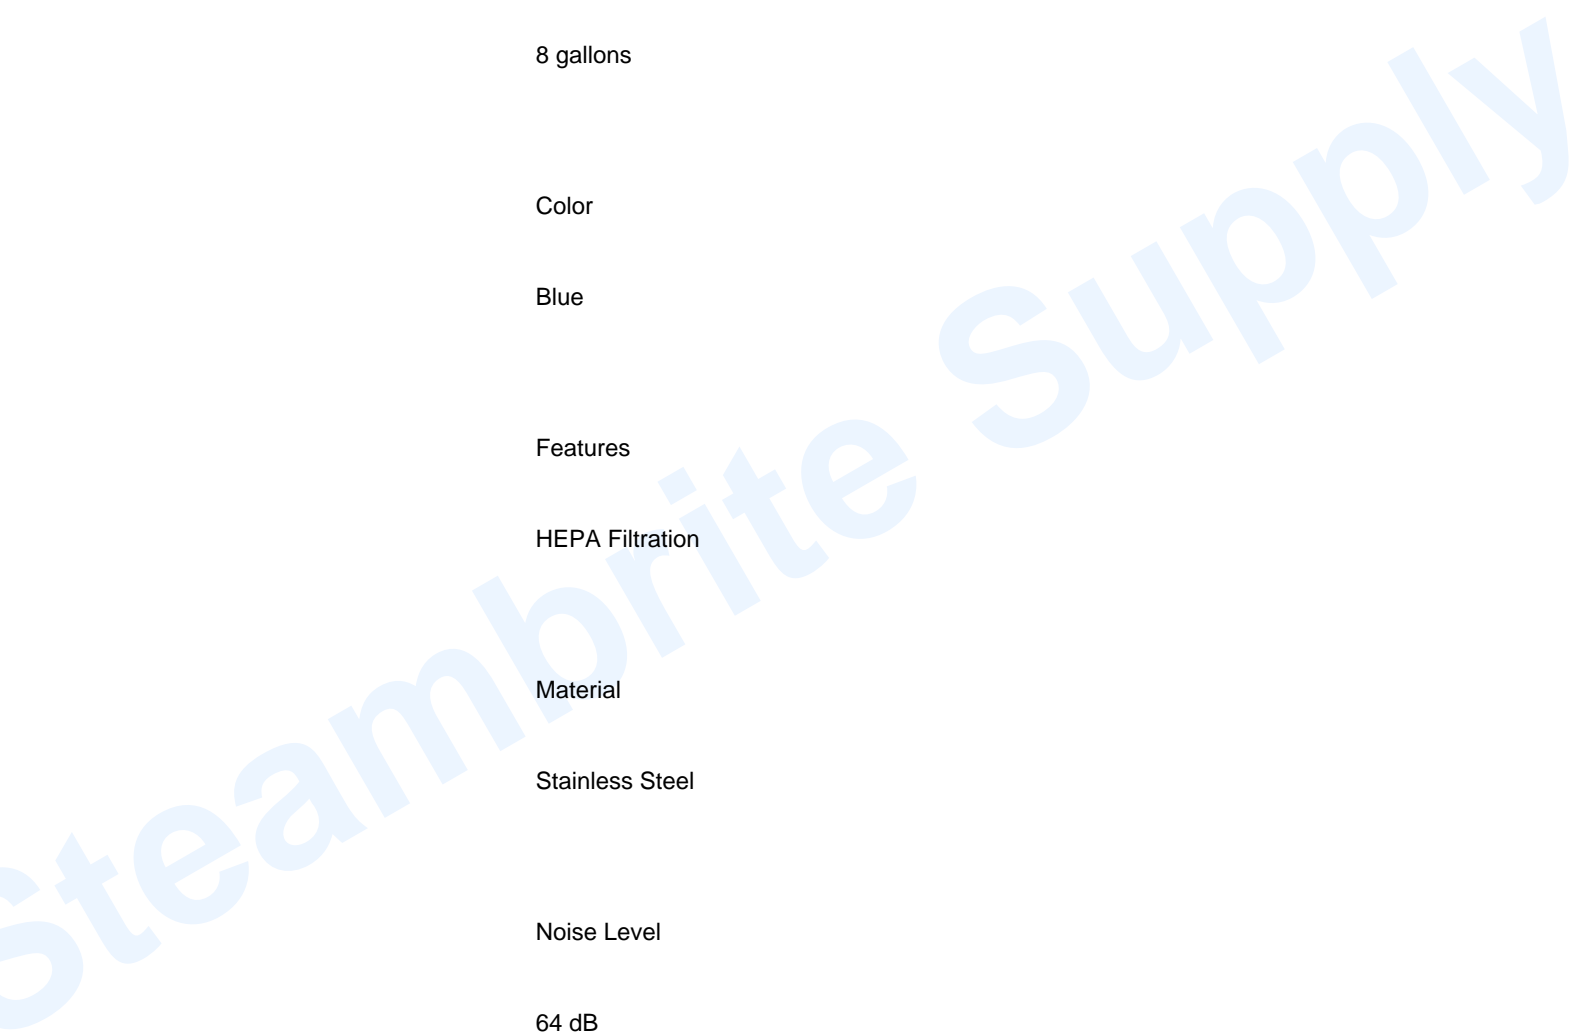 8 gallons
Color
Blue
Features
HEPA Filtration
Material
Stainless Steel
Noise Level
64 dB
Steambrite Supply